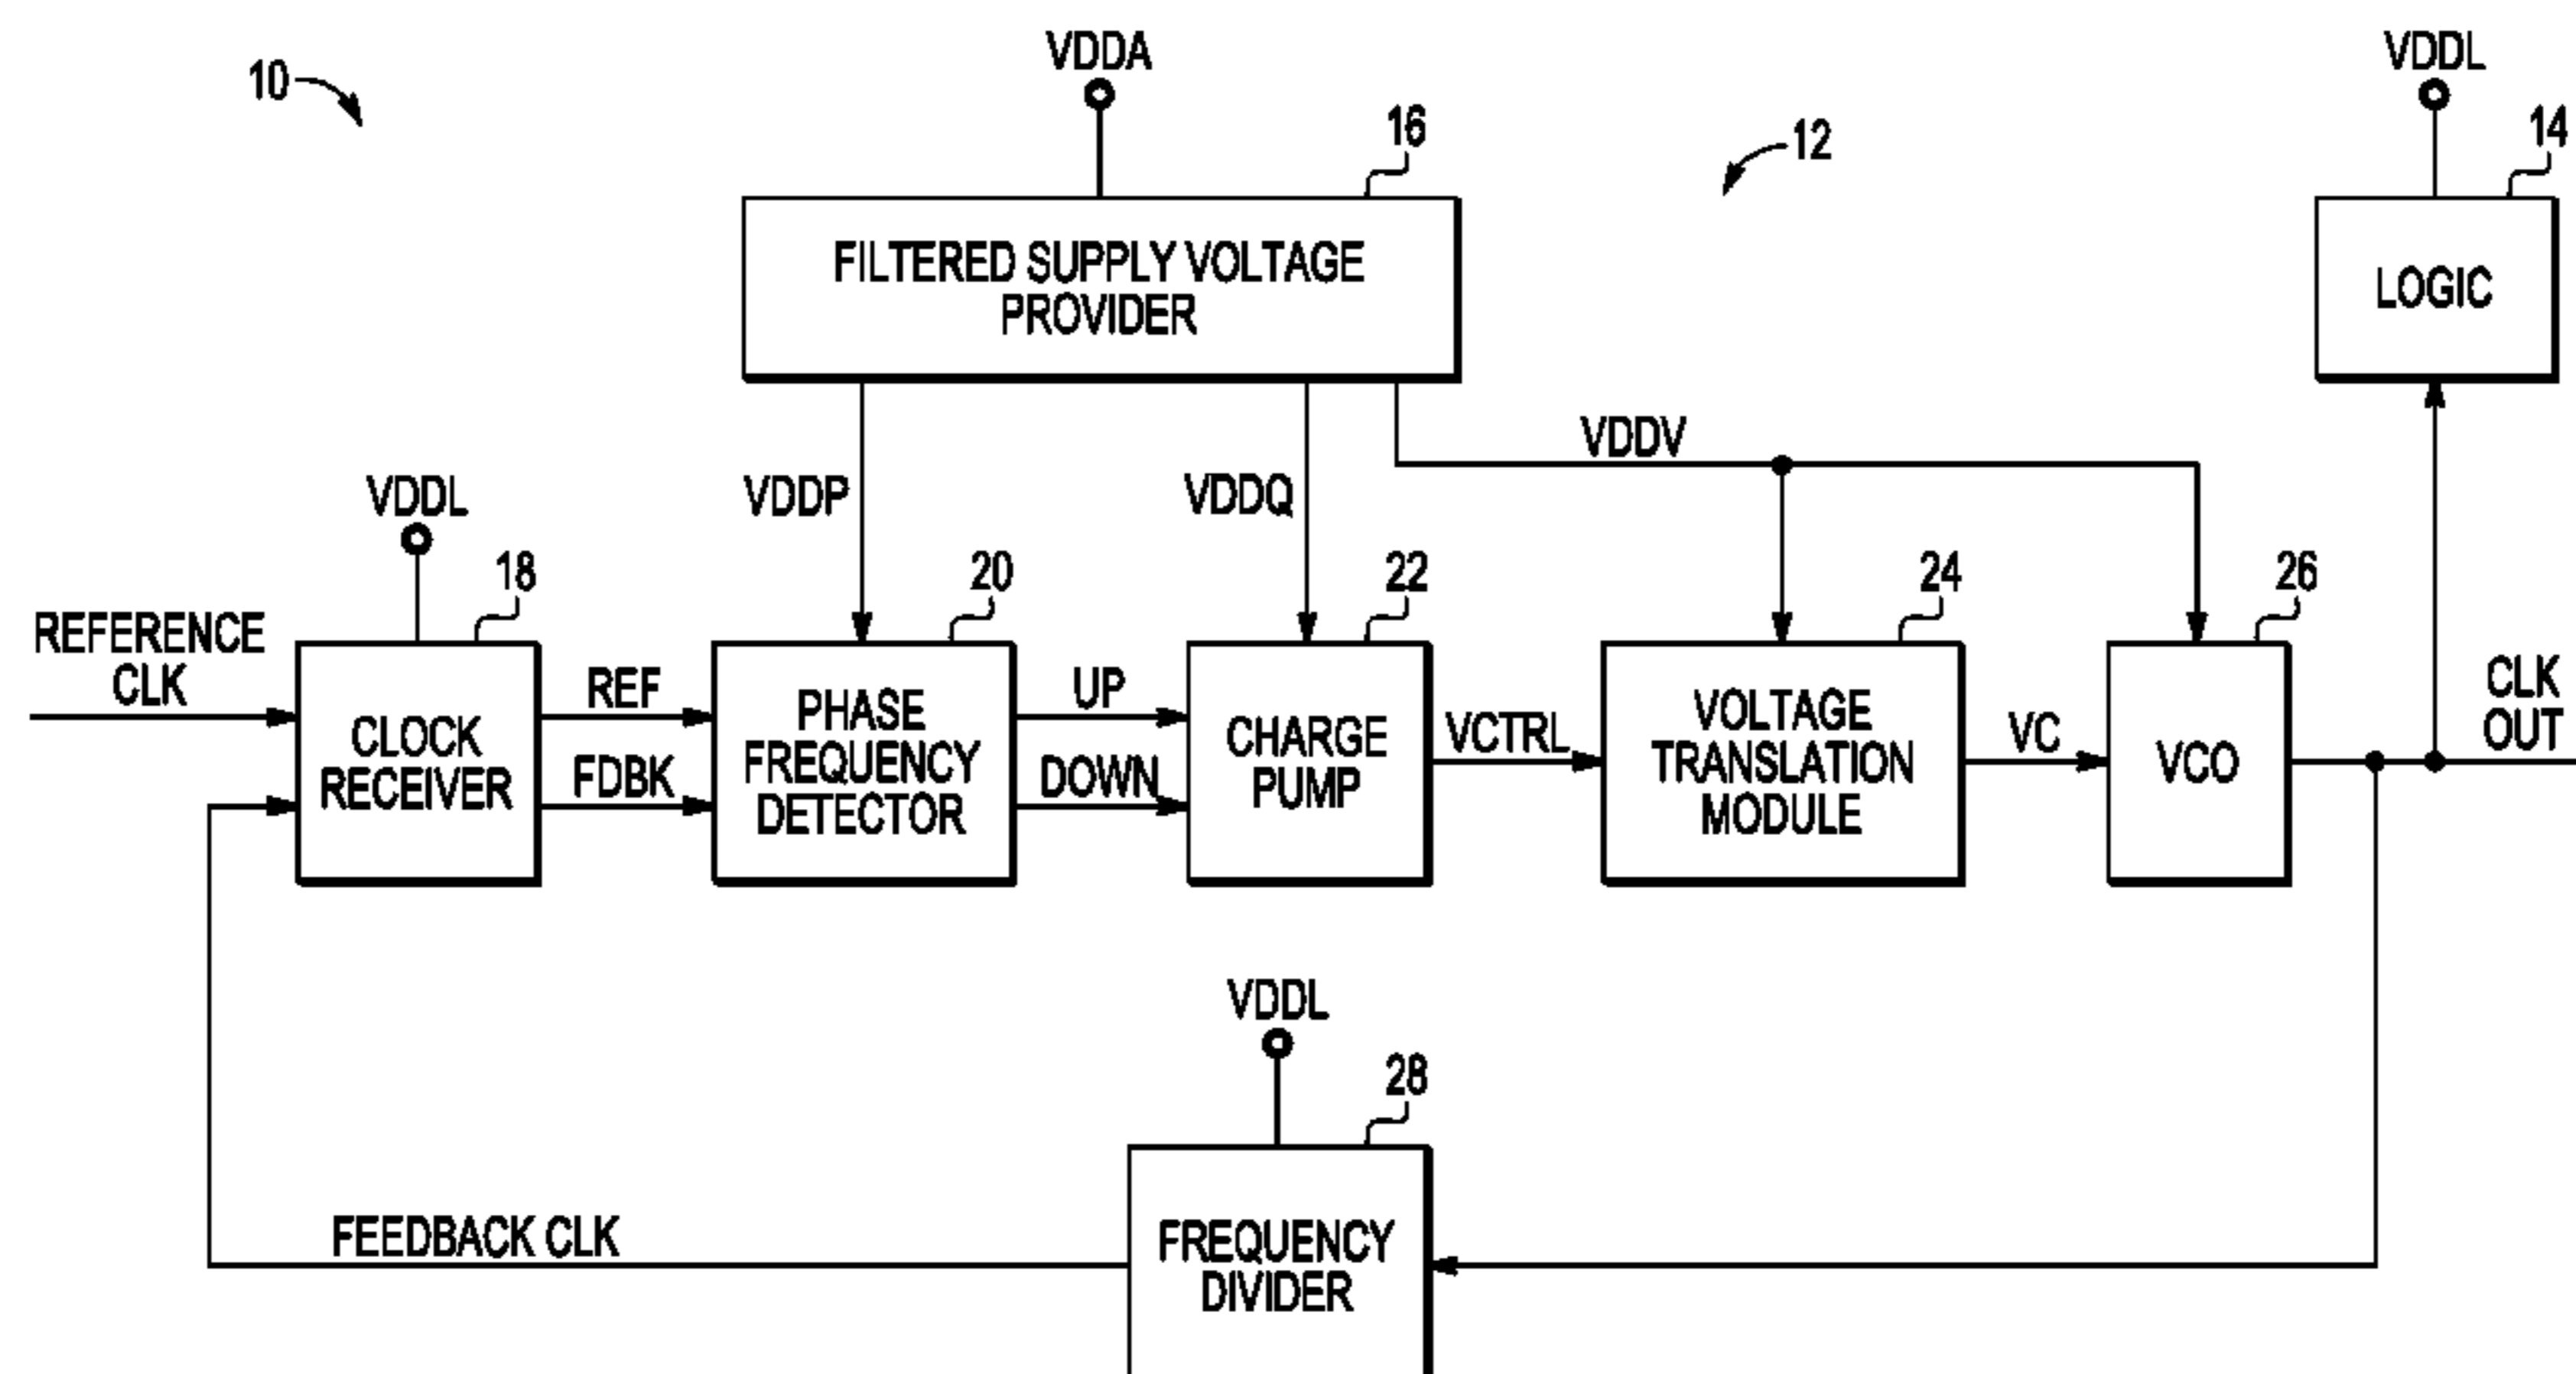 10
VDDA
16
12
VDDL
14
FILTERED SUPPLY VOLTAGE
PROVIDER
LOGIC
VDDL
VDDP
VDDQ
VDDV
18
20
22
24
26
REFERENCE
CLK
CLOCK
RECEIVER
REF
FDBK
PHASE
FREQUENCY
DETECTOR
UP
DOWN
CHARGE
PUMP
VCTRL
VOLTAGE
TRANSLATION
MODULE
VC
VCO
CLK
OUT
VDDL
28
FEEDBACK CLK
FREQUENCY
DIVIDER